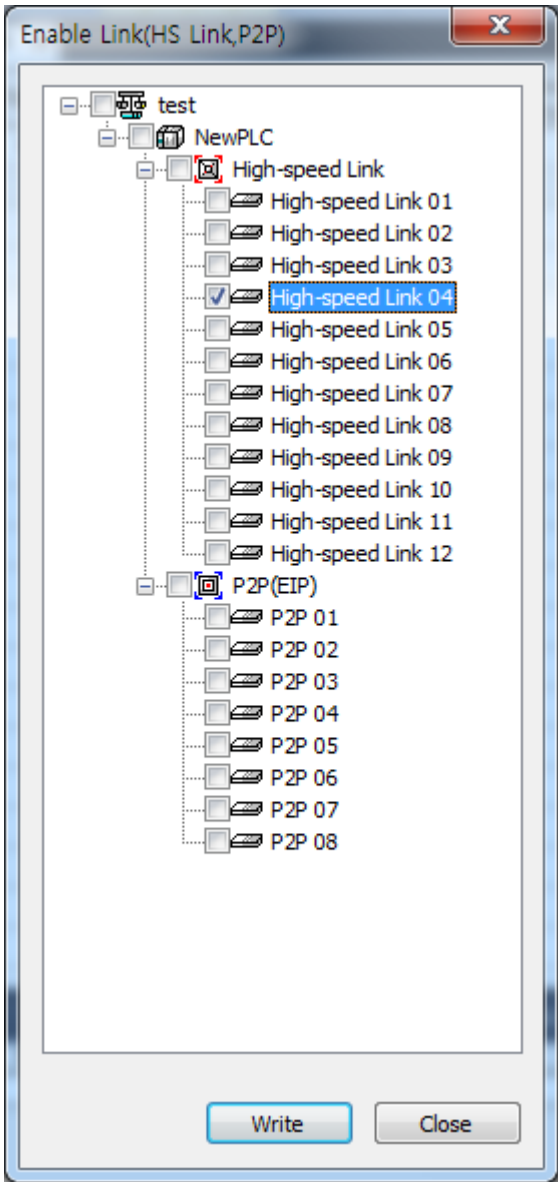 Enable Link(HS Link,P2P)
test
NewPLC
High-speed Link
High-speed Link 01
High-speed Link 02
High-speed Link 03
High-speed Link 04
High-speed Link 05
High-speed Link 06
High-speed Link 07
High-speed Link 08
High-speed Link 09
High-speed Link 10
High-speed Link 11
High-speed Link 12
P2P(EIP)
P2P 01
P2P 02
P2P 03
P2P 04
P2P 05
P2P 06
P2P 07
P2P 08
Write Close